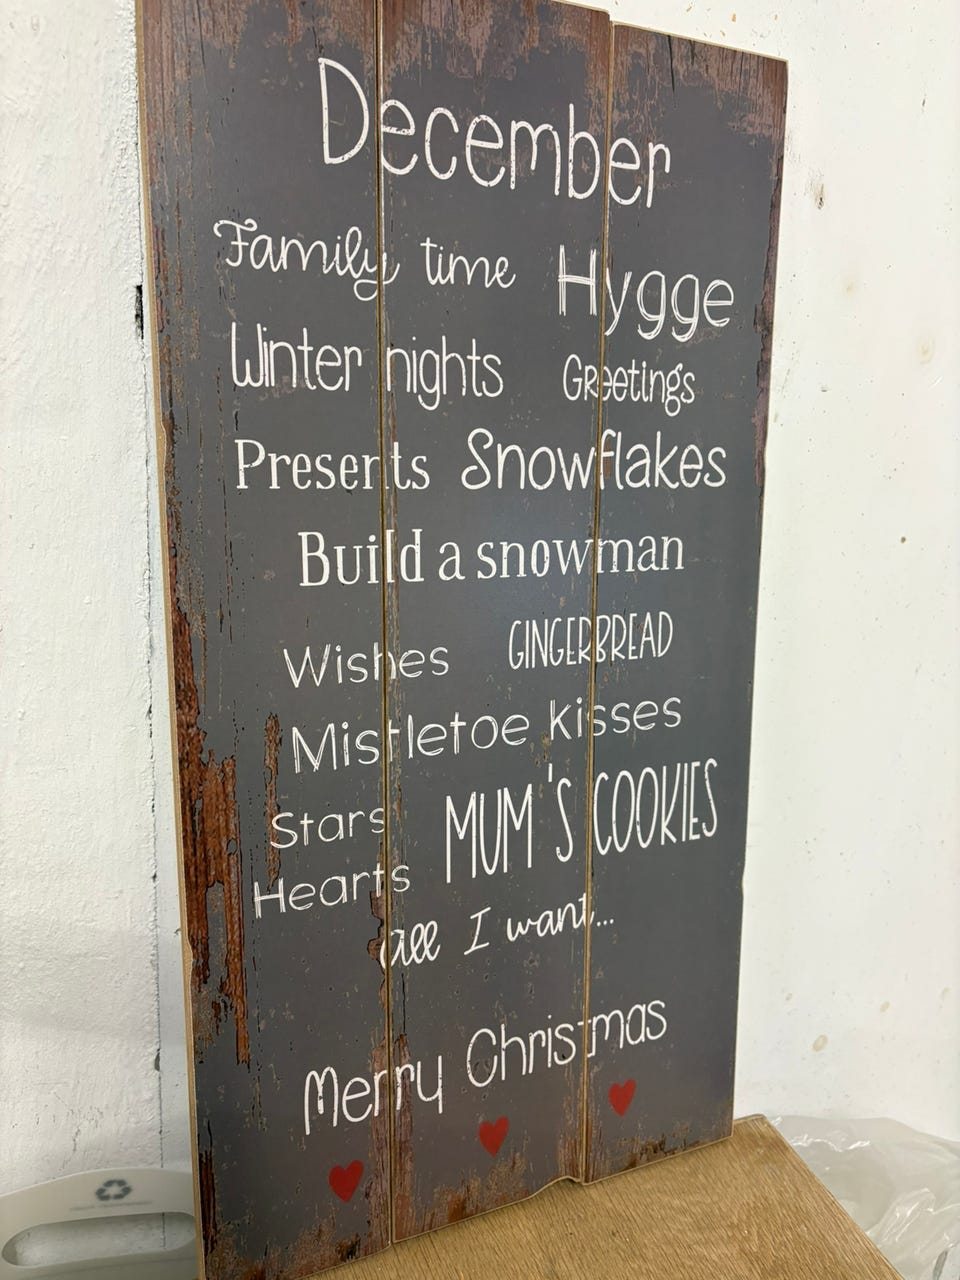 December
Family time Hygge
Winter nights Greetings
Presents Snowflakes
Build a snowman
Wishes GINGERBREAD
Mistletoe kisses
Stars MUM'S COOKIES
Hearts
all I want...
Merry Christmas